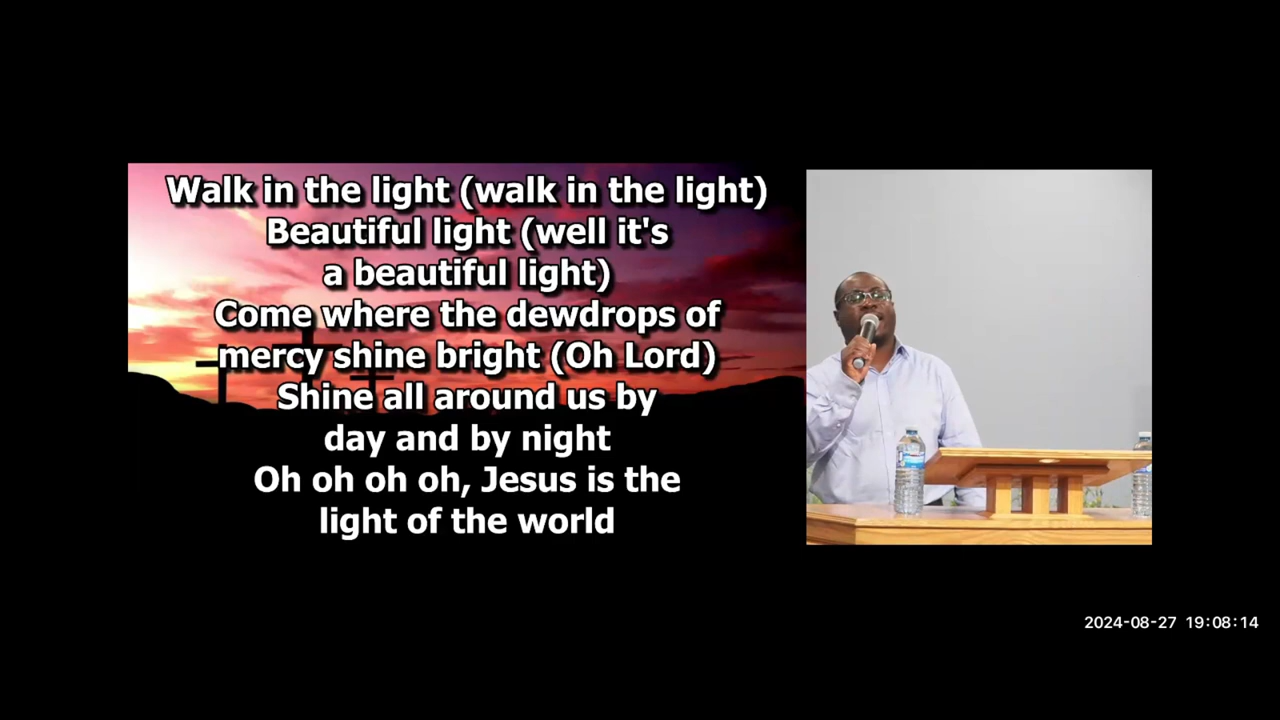 Walk in the light (walk in the light)
Beautiful light (well it's
a beautiful light)
Come where the dewdrops of
mercy shine bright (Oh Lord)
Shine all around us by
day and by night
Oh oh oh oh, Jesus is the
light of the world
2024-08-27 19:08:14